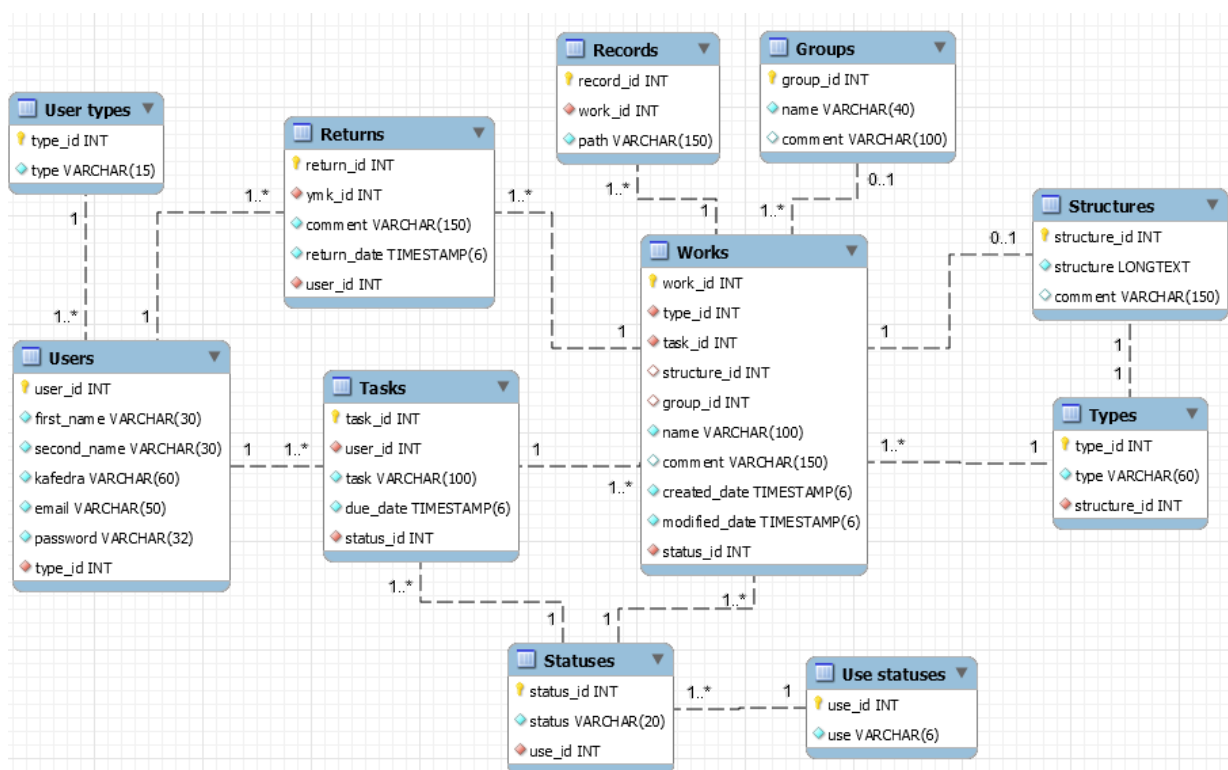 User types
type_id INT
type VARCHAR(15)
1
1..*
Returns
return_id INT
ymk_id INT
comment VARCHAR(150)
return_date TIMESTAMP(6)
user_id INT
1..*
1
1..*
1
Records
record_id INT
work_id INT
path VARCHAR(150)
1..*
1
Groups
group_id INT
name VARCHAR(40)
comment VARCHAR(100)
0..1
1..*
Structures
structure_id INT
structure LONGTEXT
comment VARCHAR(150)
0..1
1
1
1
Users
user_id INT
first_name VARCHAR(30)
second_name VARCHAR(30)
kafedra VARCHAR(60)
email VARCHAR(50)
password VARCHAR(32)
type_id INT
1
1..*
Tasks
task_id INT
user_id INT
task VARCHAR(100)
due_date TIMESTAMP(6)
status_id INT
1
1..*
1..*
1
Works
work_id INT
type_id INT
task_id INT
structure_id INT
group_id INT
name VARCHAR(100)
comment VARCHAR(150)
created_date TIMESTAMP(6)
modified_date TIMESTAMP(6)
status_id INT
1..*
1
1..*
1
Types
type_id INT
type VARCHAR(60)
structure_id INT
Statuses
status_id INT
status VARCHAR(20)
use_id INT
1..*
1
Use statuses
use_id INT
use VARCHAR(6)